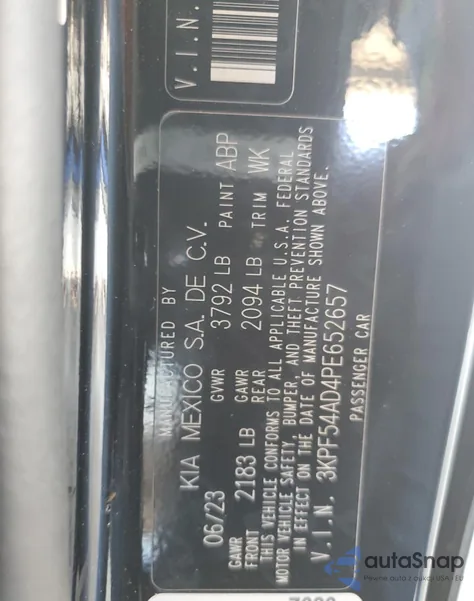 V.I.N.
MANUFACTURED BY
KIA MEXICO S.A. DE C.V.
06/23 GVWR 3792 LB PAINT ABP
GAWR FRONT 2183 LB GAWR REAR 2094 LB TRIM WK
THIS VEHICLE CONFORMS TO ALL APPLICABLE U.S.A. FEDERAL
MOTOR VEHICLE SAFETY, BUMPER, AND THEFT PREVENTION STANDARDS
IN EFFECT ON THE DATE OF MANUFACTURE SHOWN ABOVE.
V.I.N. 3KPF54AD4PE652657
PASSENGER CAR
autoSnap